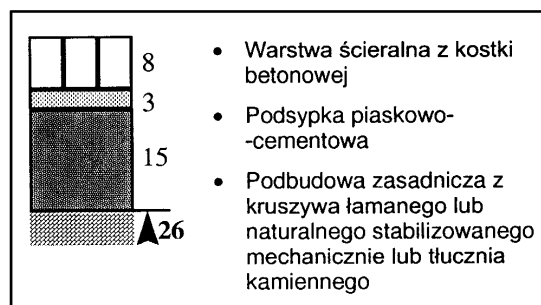 8
3
15
26
• Warstwa ścieralna z kostki
betonowej
• Podsypka piaskowo-
-cementowa
• Podbudowa zasadnicza z
kruszywa łamanego lub
naturalnego stabilizowanego
mechanicznie lub tłucznia
kamiennego